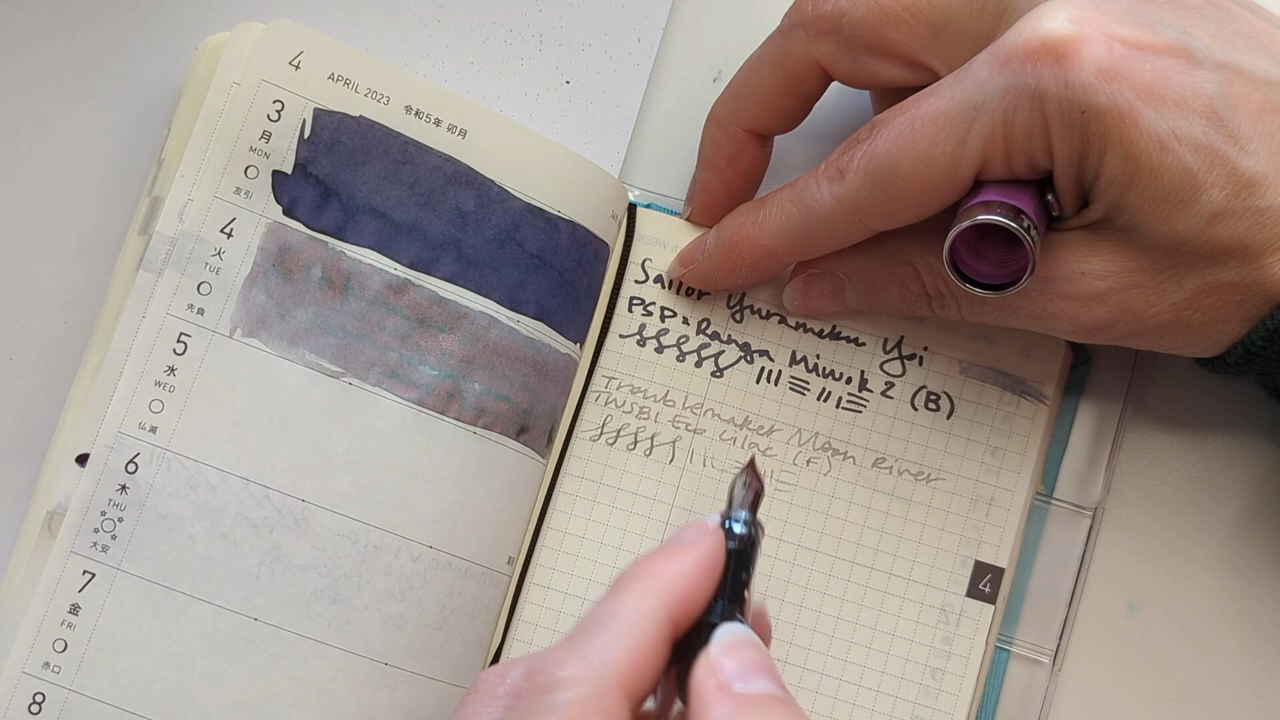 4 APRIL 2023 令和5年 卯月
3
月
MON
友引
4
火
TUE
先負
5
水
WED
仏滅
6
木
THU
大安
7
金
FRI
赤口
8
WEEK
Sailor Yurameku Yoi
PSP: Ranga Miwok 2 (B)
Troublemaker Moon River
TWSBI Eco Lilac (F)
4